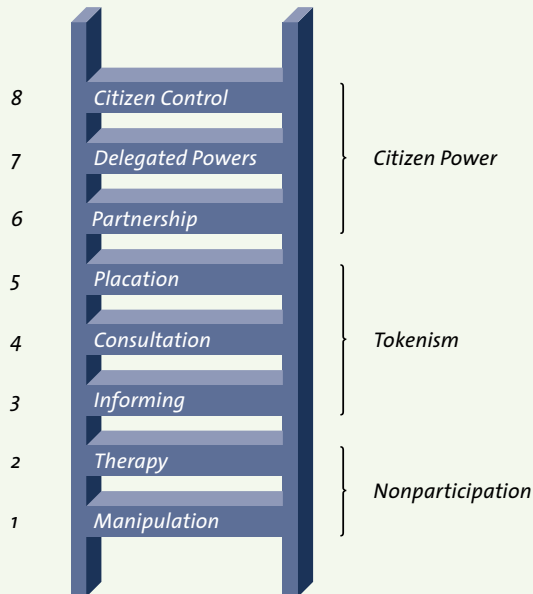 8 Citizen Control
7 Delegated Powers Citizen Power
6 Partnership
5 Placation
4 Consultation Tokenism
3 Informing
2 Therapy
Nonparticipation
1 Manipulation